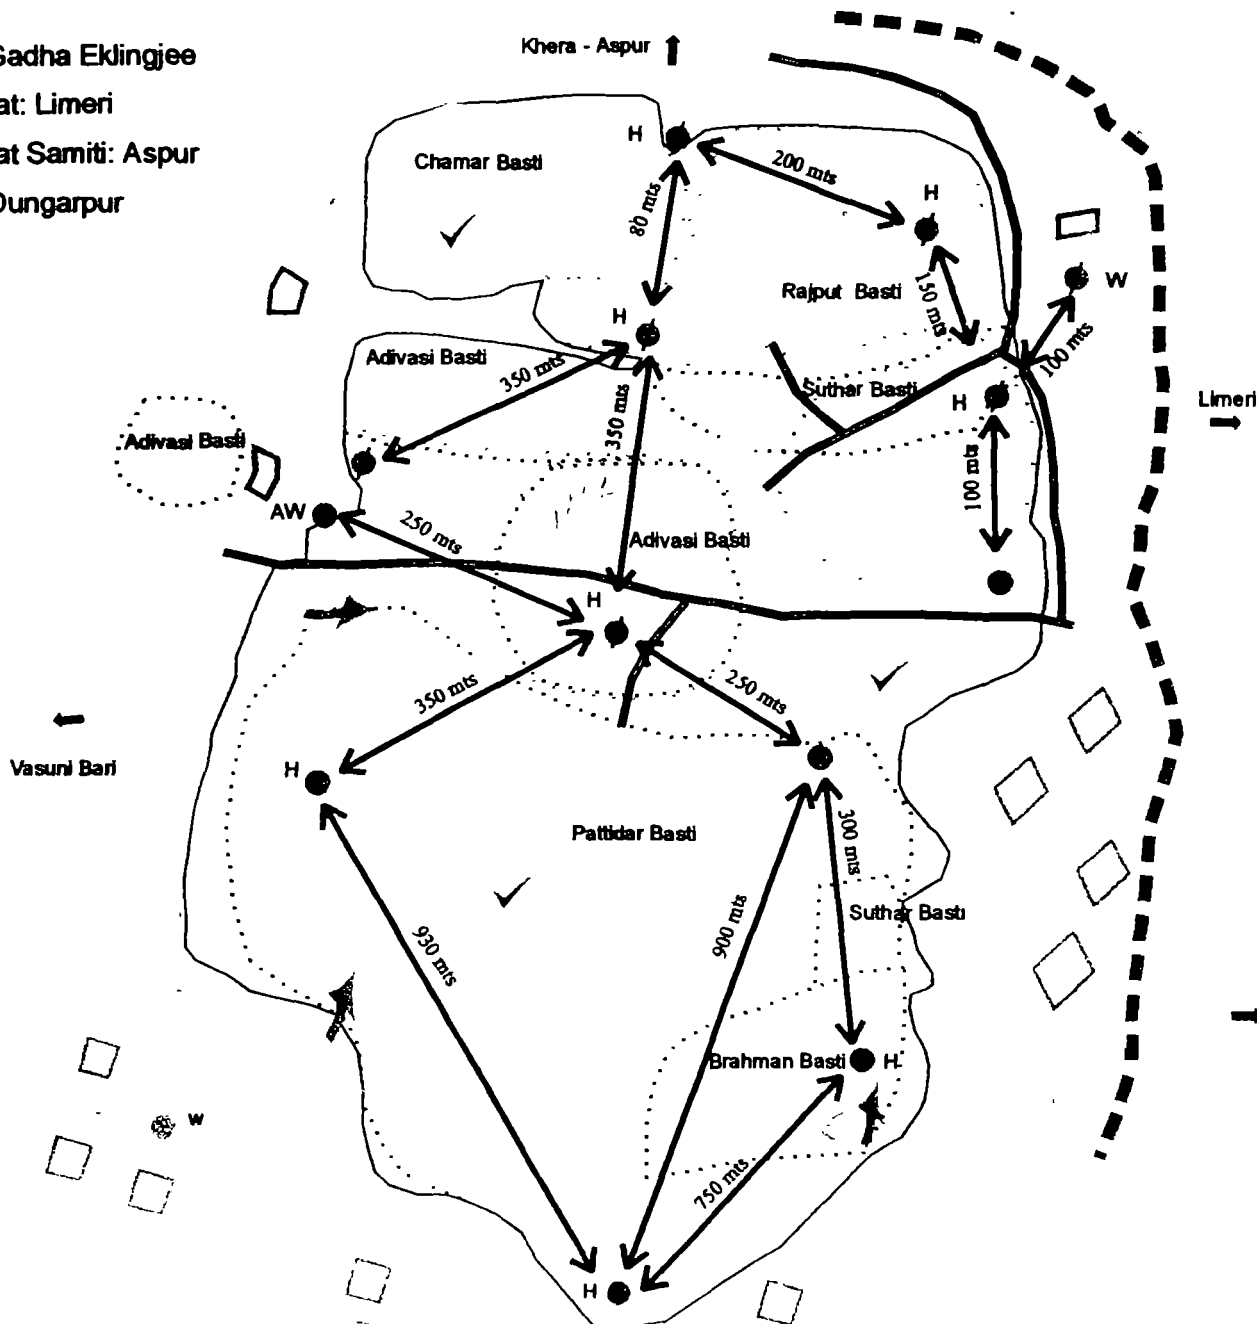 Gadha Eklingjee
at: Limeri
at Samiti: Aspur
Dungarpur
Khera - Aspur
H
Chamar Basti
200 mts
H
80 mts
W
Rajput Basti
150 mts
H
100 mts
Adivasi Basti
350 mts
Suthar Basti
H
Limeri
350 mts
Adivasi Basti
100 mts
AW
250 mts
Adivasi Basti
H
350 mts
250 mts
H
Vasuni Bari
Pattidar Basti
300 mts
Suthar Basti
900 mts
930 mts
Brahman Basti
H
W
750 mts
H